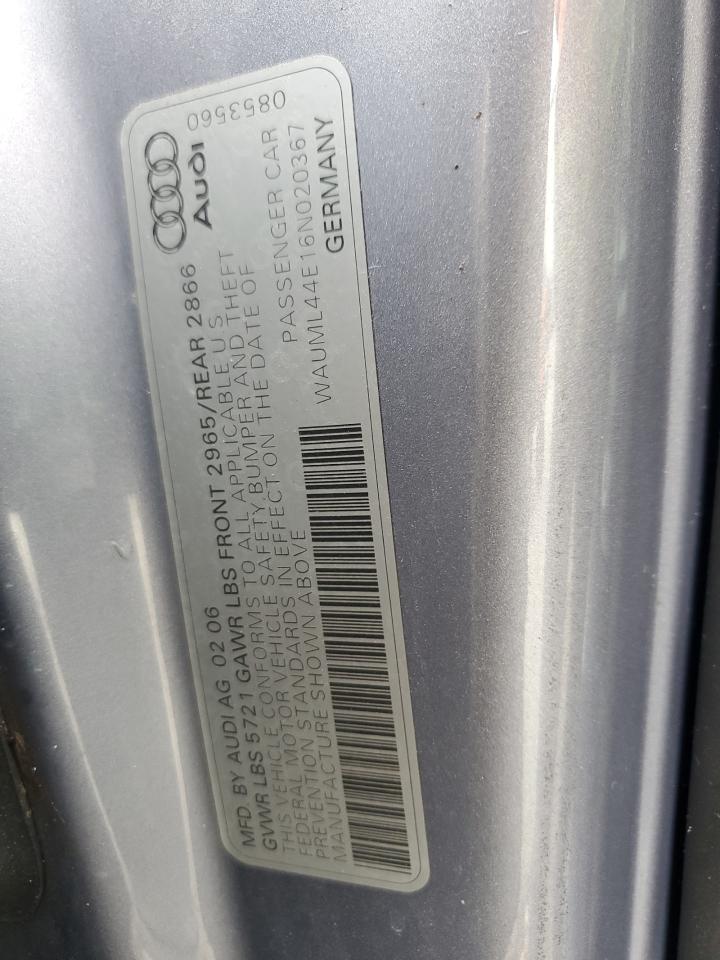 MFD. BY AUDI AG 02 06
GVWR LBS 5721 GAWR LBS FRONT 2965/REAR 2866
THIS VEHICLE CONFORMS TO ALL APPLICABLE U S
FEDERAL MOTOR VEHICLE SAFETY, BUMPER AND THEFT
PREVENTION STANDARDS IN EFFECT ON THE DATE OF
MANUFACTURE SHOWN ABOVE
0853560
Audi
PASSENGER CAR
WAUML44E16N020367
GERMANY